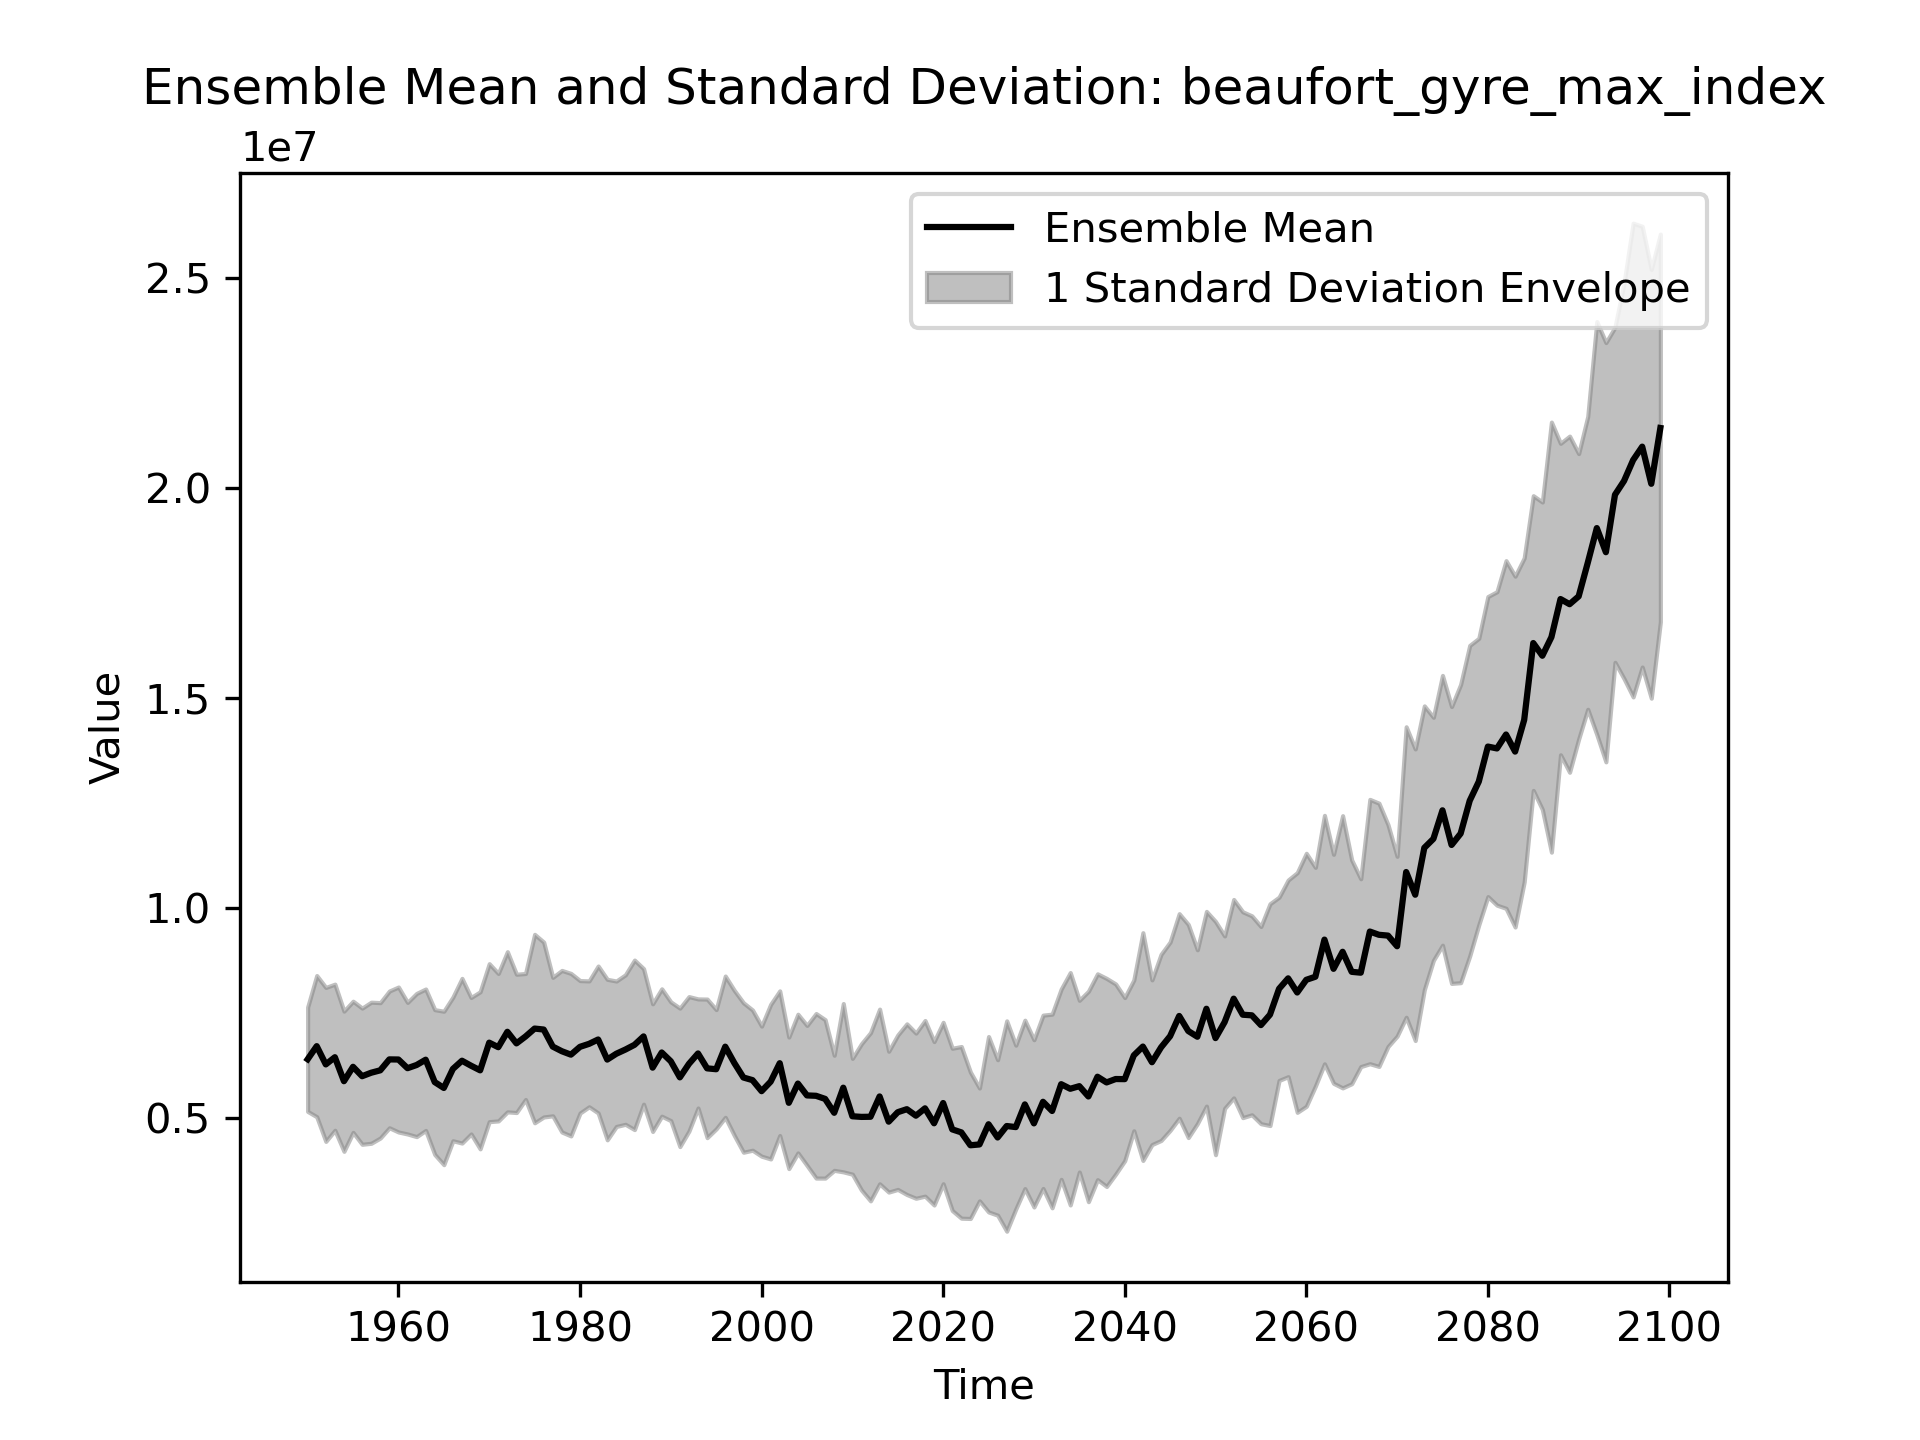 Ensemble Mean and Standard Deviation: beaufort_gyre_max_index
1e7
Ensemble Mean
1 Standard Deviation Envelope
2.5
2.0
1.5
1.0
0.5
Value
1960 1980 2000 2020 2040 2060 2080 2100
Time